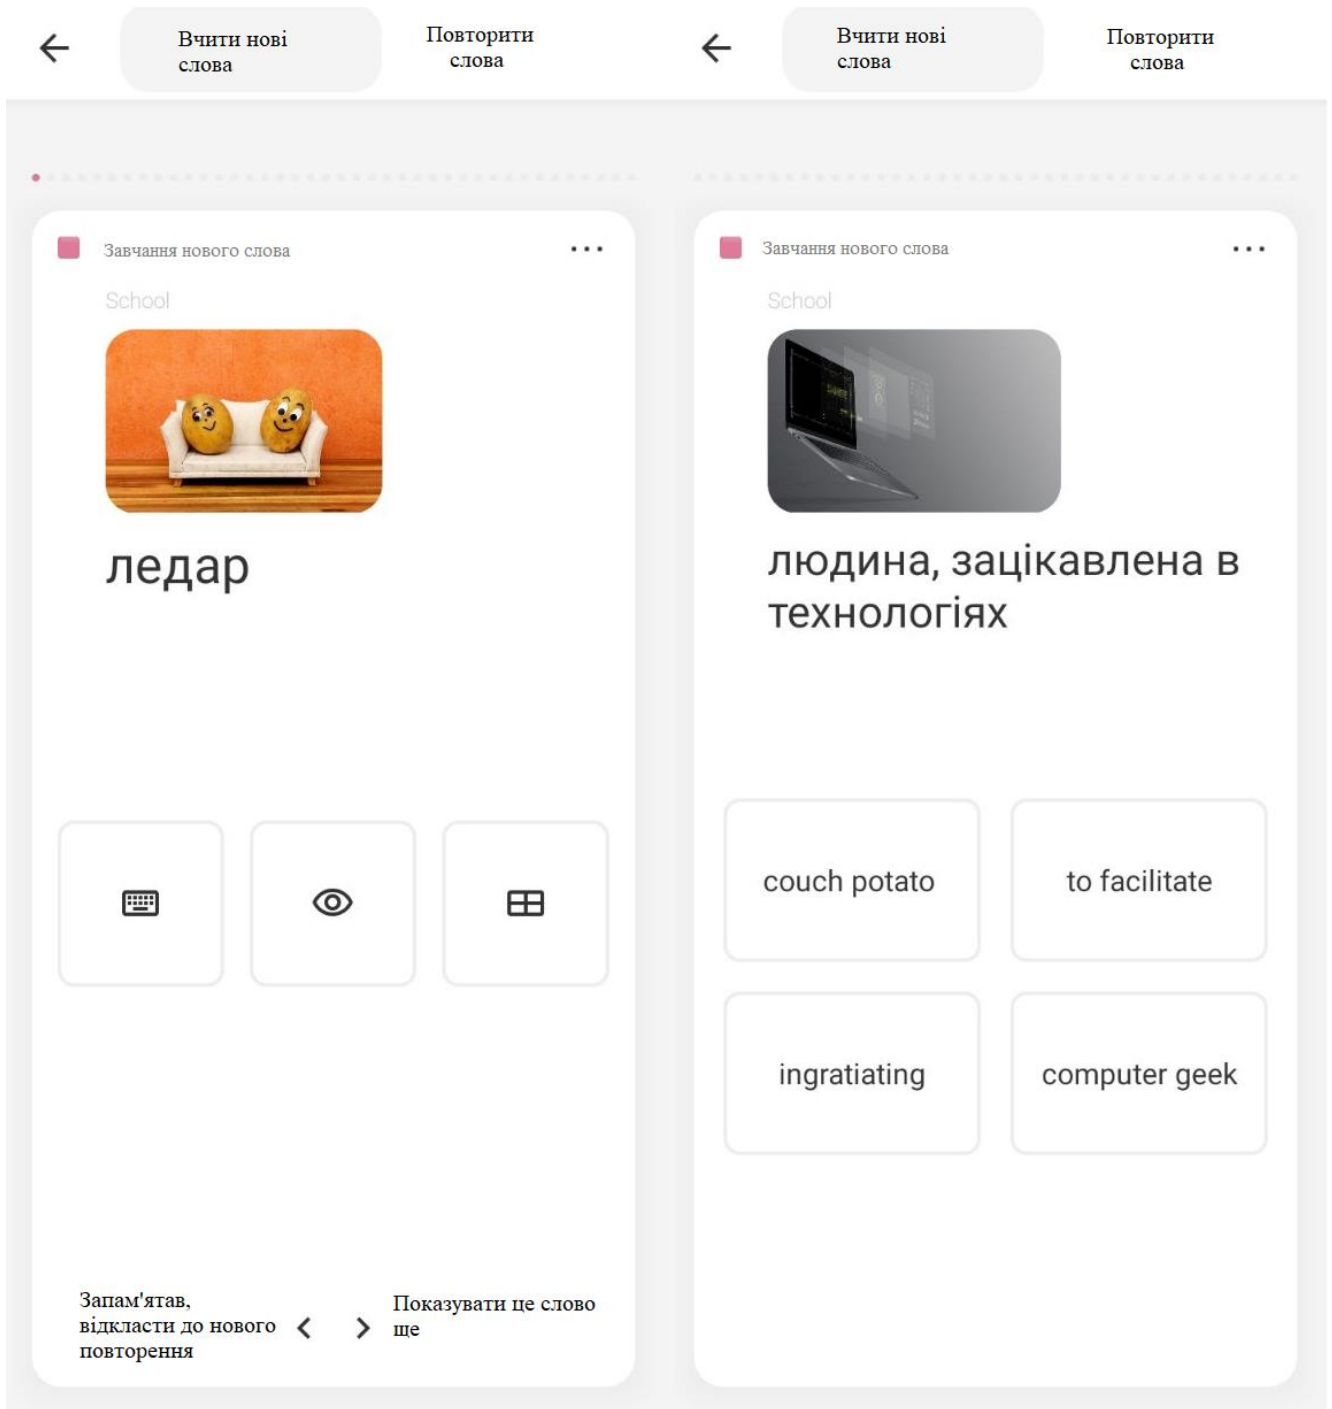 Вчити нові
слова
Повторити
слова
Завчання нового слова
School
ледар
Запам'ятав,
відкласти до нового
повторення
Показувати це слово
ще
Вчити нові
слова
Повторити
слова
Завчання нового слова
School
людина, зацікавлена в
технологіях
couch potato
to facilitate
ingratiating
computer geek